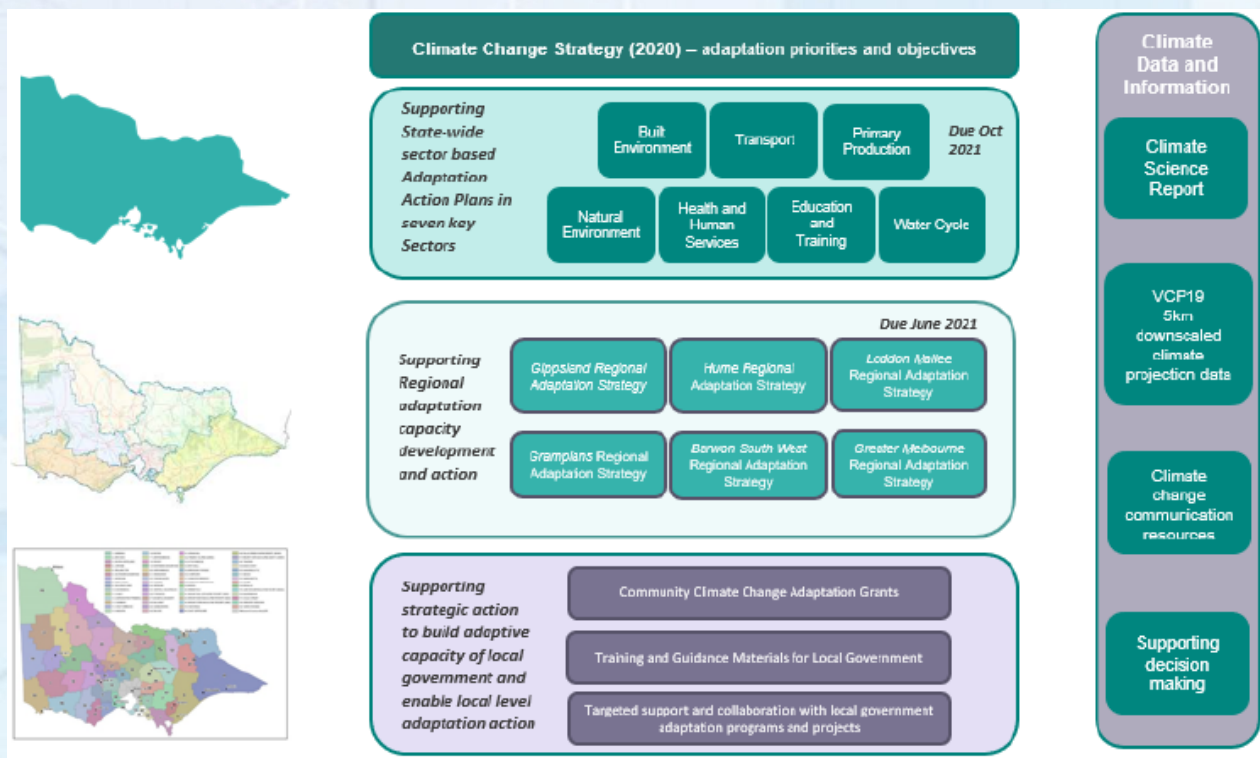 Climate Change Strategy (2020) – adaptation priorities and objectives
Supporting
State-wide
sector based
Adaptation
Action Plans in
seven key
Sectors
Built
Environment
Transport
Primary
Production
Due Oct
2021
Natural
Environment
Health and
Human
Services
Education
and
Training
Water Cycle
Due June 2021
Supporting
Regional
adaptation
capacity
development
and action
Gippsland Regional
Adaptation Strategy
Hume Regional
Adaptation Strategy
Loddon Mallee
Regional Adaptation
Strategy
Grampians Regional
Adaptation Strategy
Barwon South West
Regional Adaptation
Strategy
Greater Melbourne
Regional Adaptation
Strategy
Supporting
strategic action
to build adaptive
capacity of local
government and
enable local level
adaptation action
Community Climate Change Adaptation Grants
Training and Guidance Materials for Local Government
Targeted support and collaboration with local government
adaptation programs and projects
Climate
Data and
Information
Climate
Science
Report
VCP19
5km
downscaled
climate
projection data
Climate
change
communication
resources
Supporting
decision
making